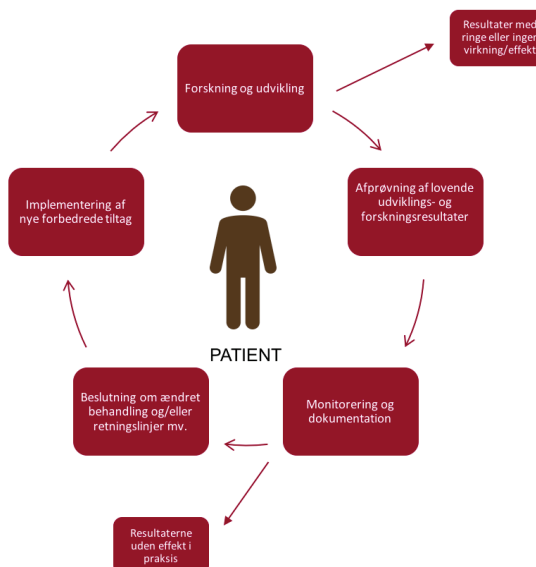 Resultater med
ringe eller ingen
virkning/effekt
Forskning og udvikling
Afprøvning af lovende
udviklings- og
forskningsresultater
Implementering af
nye forbedrede tiltag
PATIENT
Beslutning om ændret
behandling og/eller
retningslinjer mv.
Monitorering og
dokumentation
Resultaterne
uden effekt i
praksis